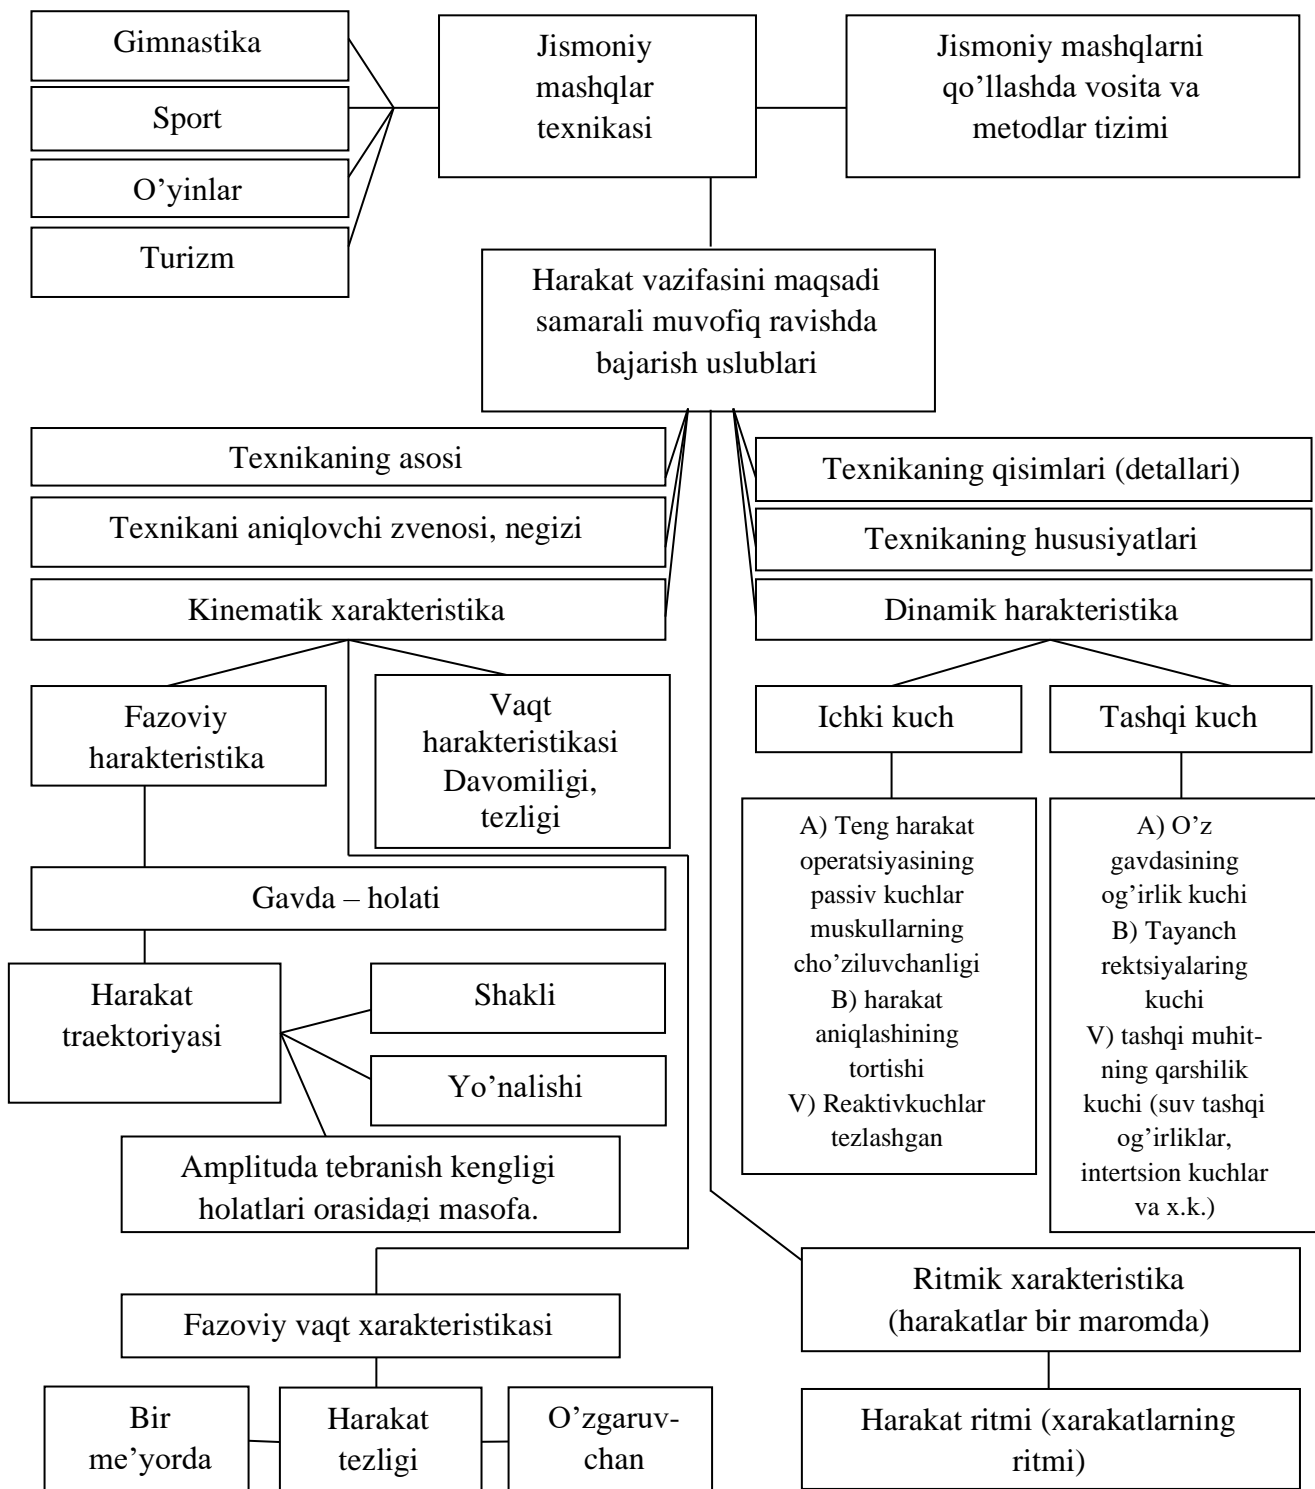 Gimnastika
Sport
O’yinlar
Turizm
Jismoniy
mashqlar
texnikasi
Jismoniy mashqlarni
qo’llashda vosita va
metodlar tizimi
Harakat vazifasini maqsadi
samarali muvofiq ravishda
bajarish uslublari
Texnikaning asosi
Texnikani aniqlovchi zvenosi, negizi
Kinematik xarakteristika
Texnikaning qisimlari (detallari)
Texnikaning hususiyatlari
Dinamik harakteristika
Fazoviy
harakteristika
Vaqt
harakteristikasi
Davomiligi,
tezligi
Ichki kuch
Tashqi kuch
Gavda – holati
Harakat
traektoriyasi
Shakli
Yo’nalishi
Amplituda tebranish kengligi
holatlari orasidagi masofa.
A) Teng harakat
operatsiyasining
passiv kuchlar
muskullarning
cho’ziluvchanligi
B) harakat
aniqlashining
tortishi
V) Reaktivkuchlar
tezlashgan
A) O’z
gavdasining
og’irlik kuchi
B) Tayanch
rektsiyalaring
kuchi
V) tashqi muhit-
ning qarshilik
kuchi (suv tashqi
og’irliklar,
intertsion kuchlar
va x.k.)
Fazoviy vaqt xarakteristikasi
Bir
me’yorda
Harakat
tezligi
O’zgaruv-
chan
Ritmik xarakteristika
(harakatlar bir maromda)
Harakat ritmi (xarakatlarning
ritmi)